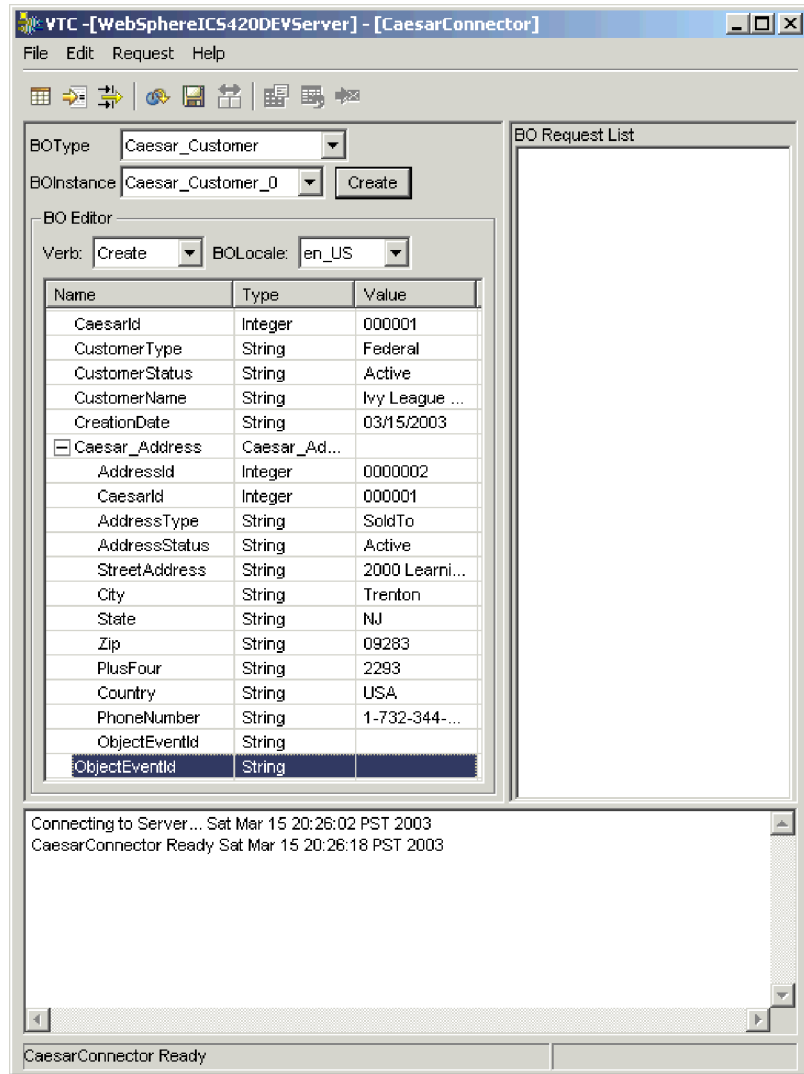 VTC -[WebSphereICS420DEVServer] - [CaesarConnector]
File Edit Request Help
BOType Caesar_Customer
BOInstance Caesar_Customer_0 Create
BO Editor
Verb: Create BOLocale: en_US
Name Type Value
CaesarId Integer 000001
CustomerType String Federal
CustomerStatus String Active
CustomerName String Ivy League ...
CreationDate String 03/15/2003
Caesar_Address Caesar_Ad...
AddressId Integer 0000002
CaesarId Integer 000001
AddressType String SoldTo
AddressStatus String Active
StreetAddress String 2000 Learni...
City String Trenton
State String NJ
Zip String 09283
PlusFour String 2293
Country String USA
PhoneNumber String 1-732-344-...
ObjectEventId String
ObjectEventId String
BO Request List
Connecting to Server... Sat Mar 15 20:26:02 PST 2003
CaesarConnector Ready Sat Mar 15 20:26:18 PST 2003
CaesarConnector Ready